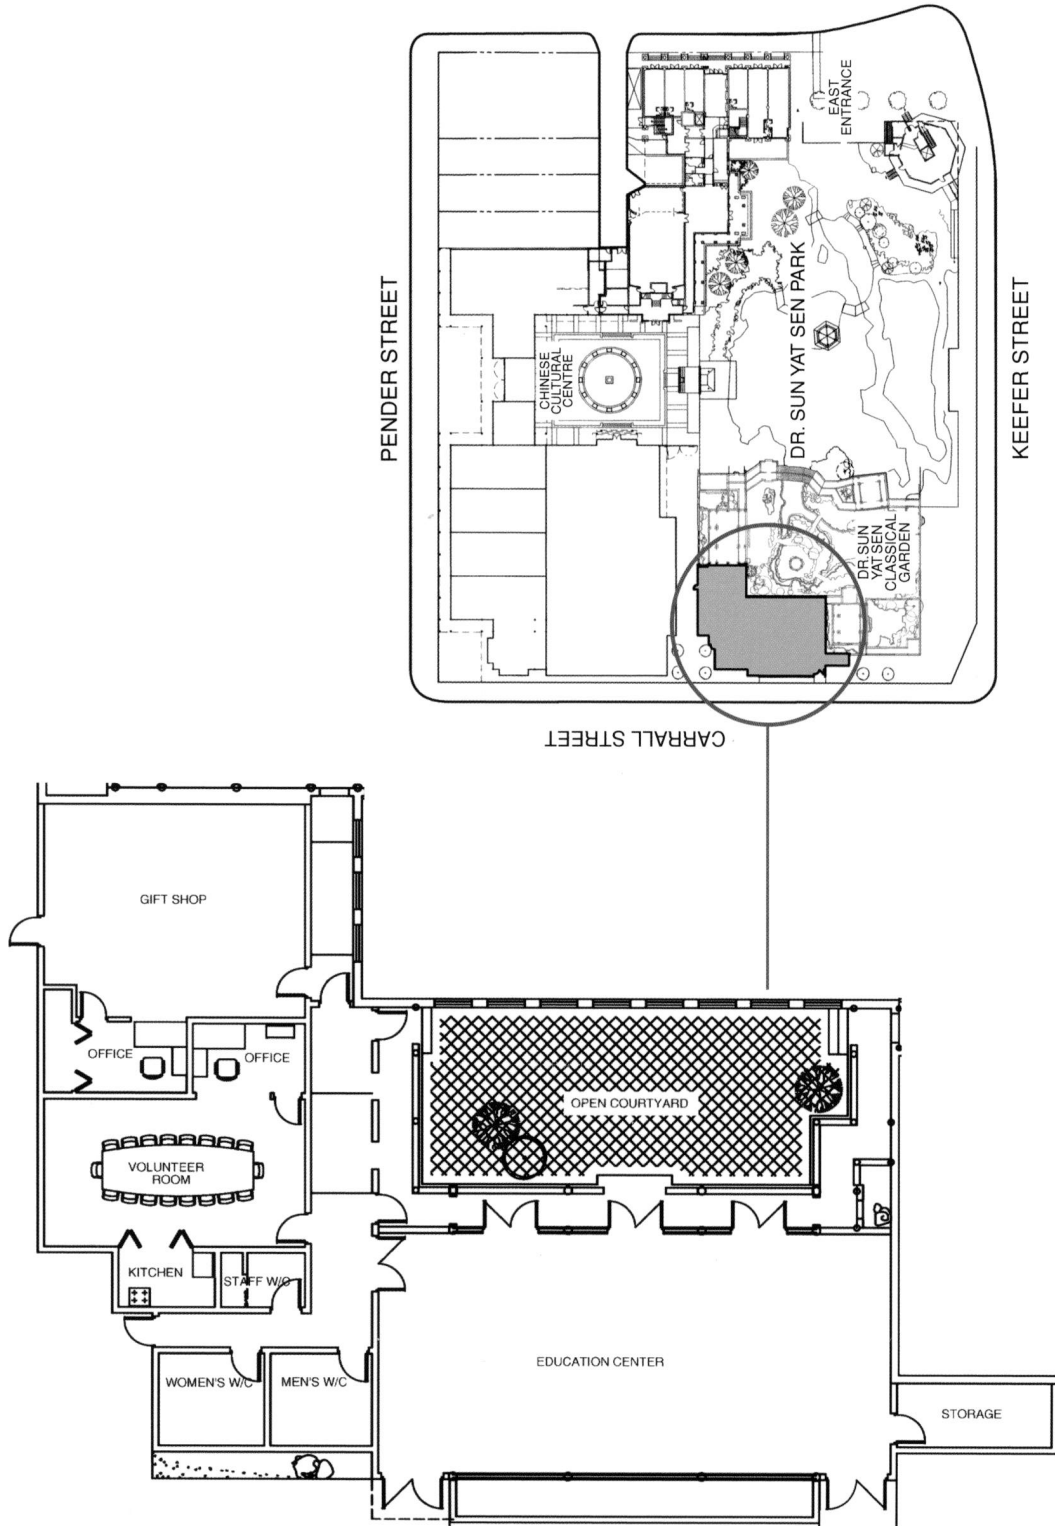 EAST
ENTRANCE
PENDER STREET
CHINESE
CULTURAL
CENTRE
DR. SUN YAT SEN PARK
KEEFER STREET
DR. SUN
YAT SEN
CLASSICAL
GARDEN
CARRALL STREET
GIFT SHOP
OFFICE
OFFICE
OPEN COURTYARD
VOLUNTEER
ROOM
KITCHEN
STAFF W/C
WOMEN'S W/C
MEN'S W/C
EDUCATION CENTER
STORAGE